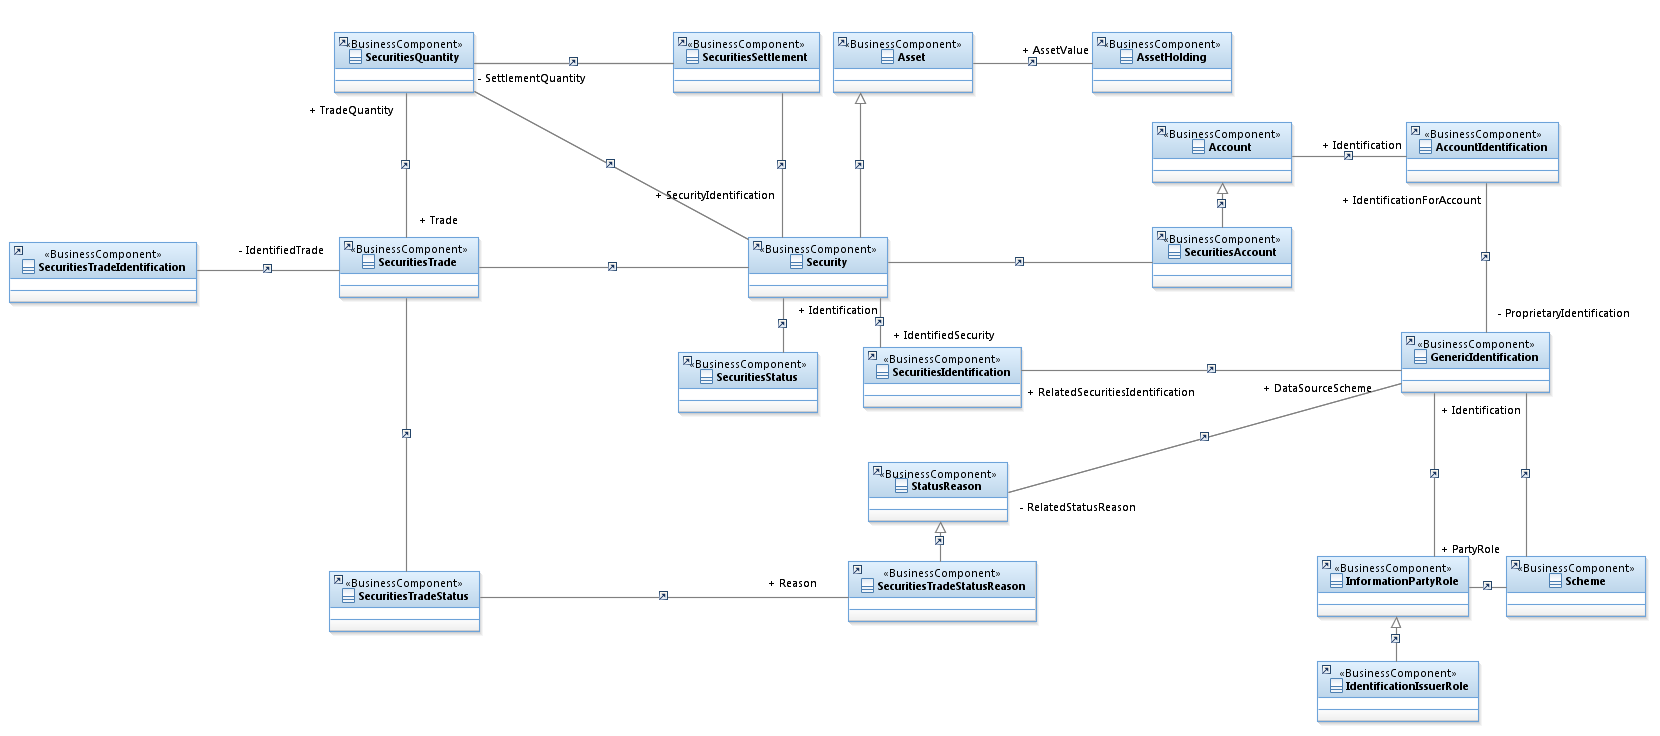 «BusinessComponent»
SecuritiesQuantity
«BusinessComponent»
SecuritiesSettlement
«BusinessComponent»
Asset
+ AssetValue
«BusinessComponent»
AssetHolding
- SettlementQuantity
+ TradeQuantity
«BusinessComponent»
Account
+ Identification
«BusinessComponent»
AccountIdentification
+ SecurityIdentification
+ IdentificationForAccount
+ Trade
«BusinessComponent»
SecuritiesTradeIdentification
- IdentifiedTrade
«BusinessComponent»
SecuritiesTrade
«BusinessComponent»
Security
«BusinessComponent»
SecuritiesAccount
+ Identification
- ProprietaryIdentification
+ IdentifiedSecurity
«BusinessComponent»
SecuritiesStatus
«BusinessComponent»
SecuritiesIdentification
«BusinessComponent»
GenericIdentification
+ RelatedSecuritiesIdentification
+ DataSourceScheme
+ Identification
«BusinessComponent»
StatusReason
- RelatedStatusReason
+ PartyRole
«BusinessComponent»
SecuritiesTradeStatus
+ Reason
«BusinessComponent»
SecuritiesTradeStatusReason
«BusinessComponent»
InformationPartyRole
«BusinessComponent»
Scheme
«BusinessComponent»
IdentificationIssuerRole